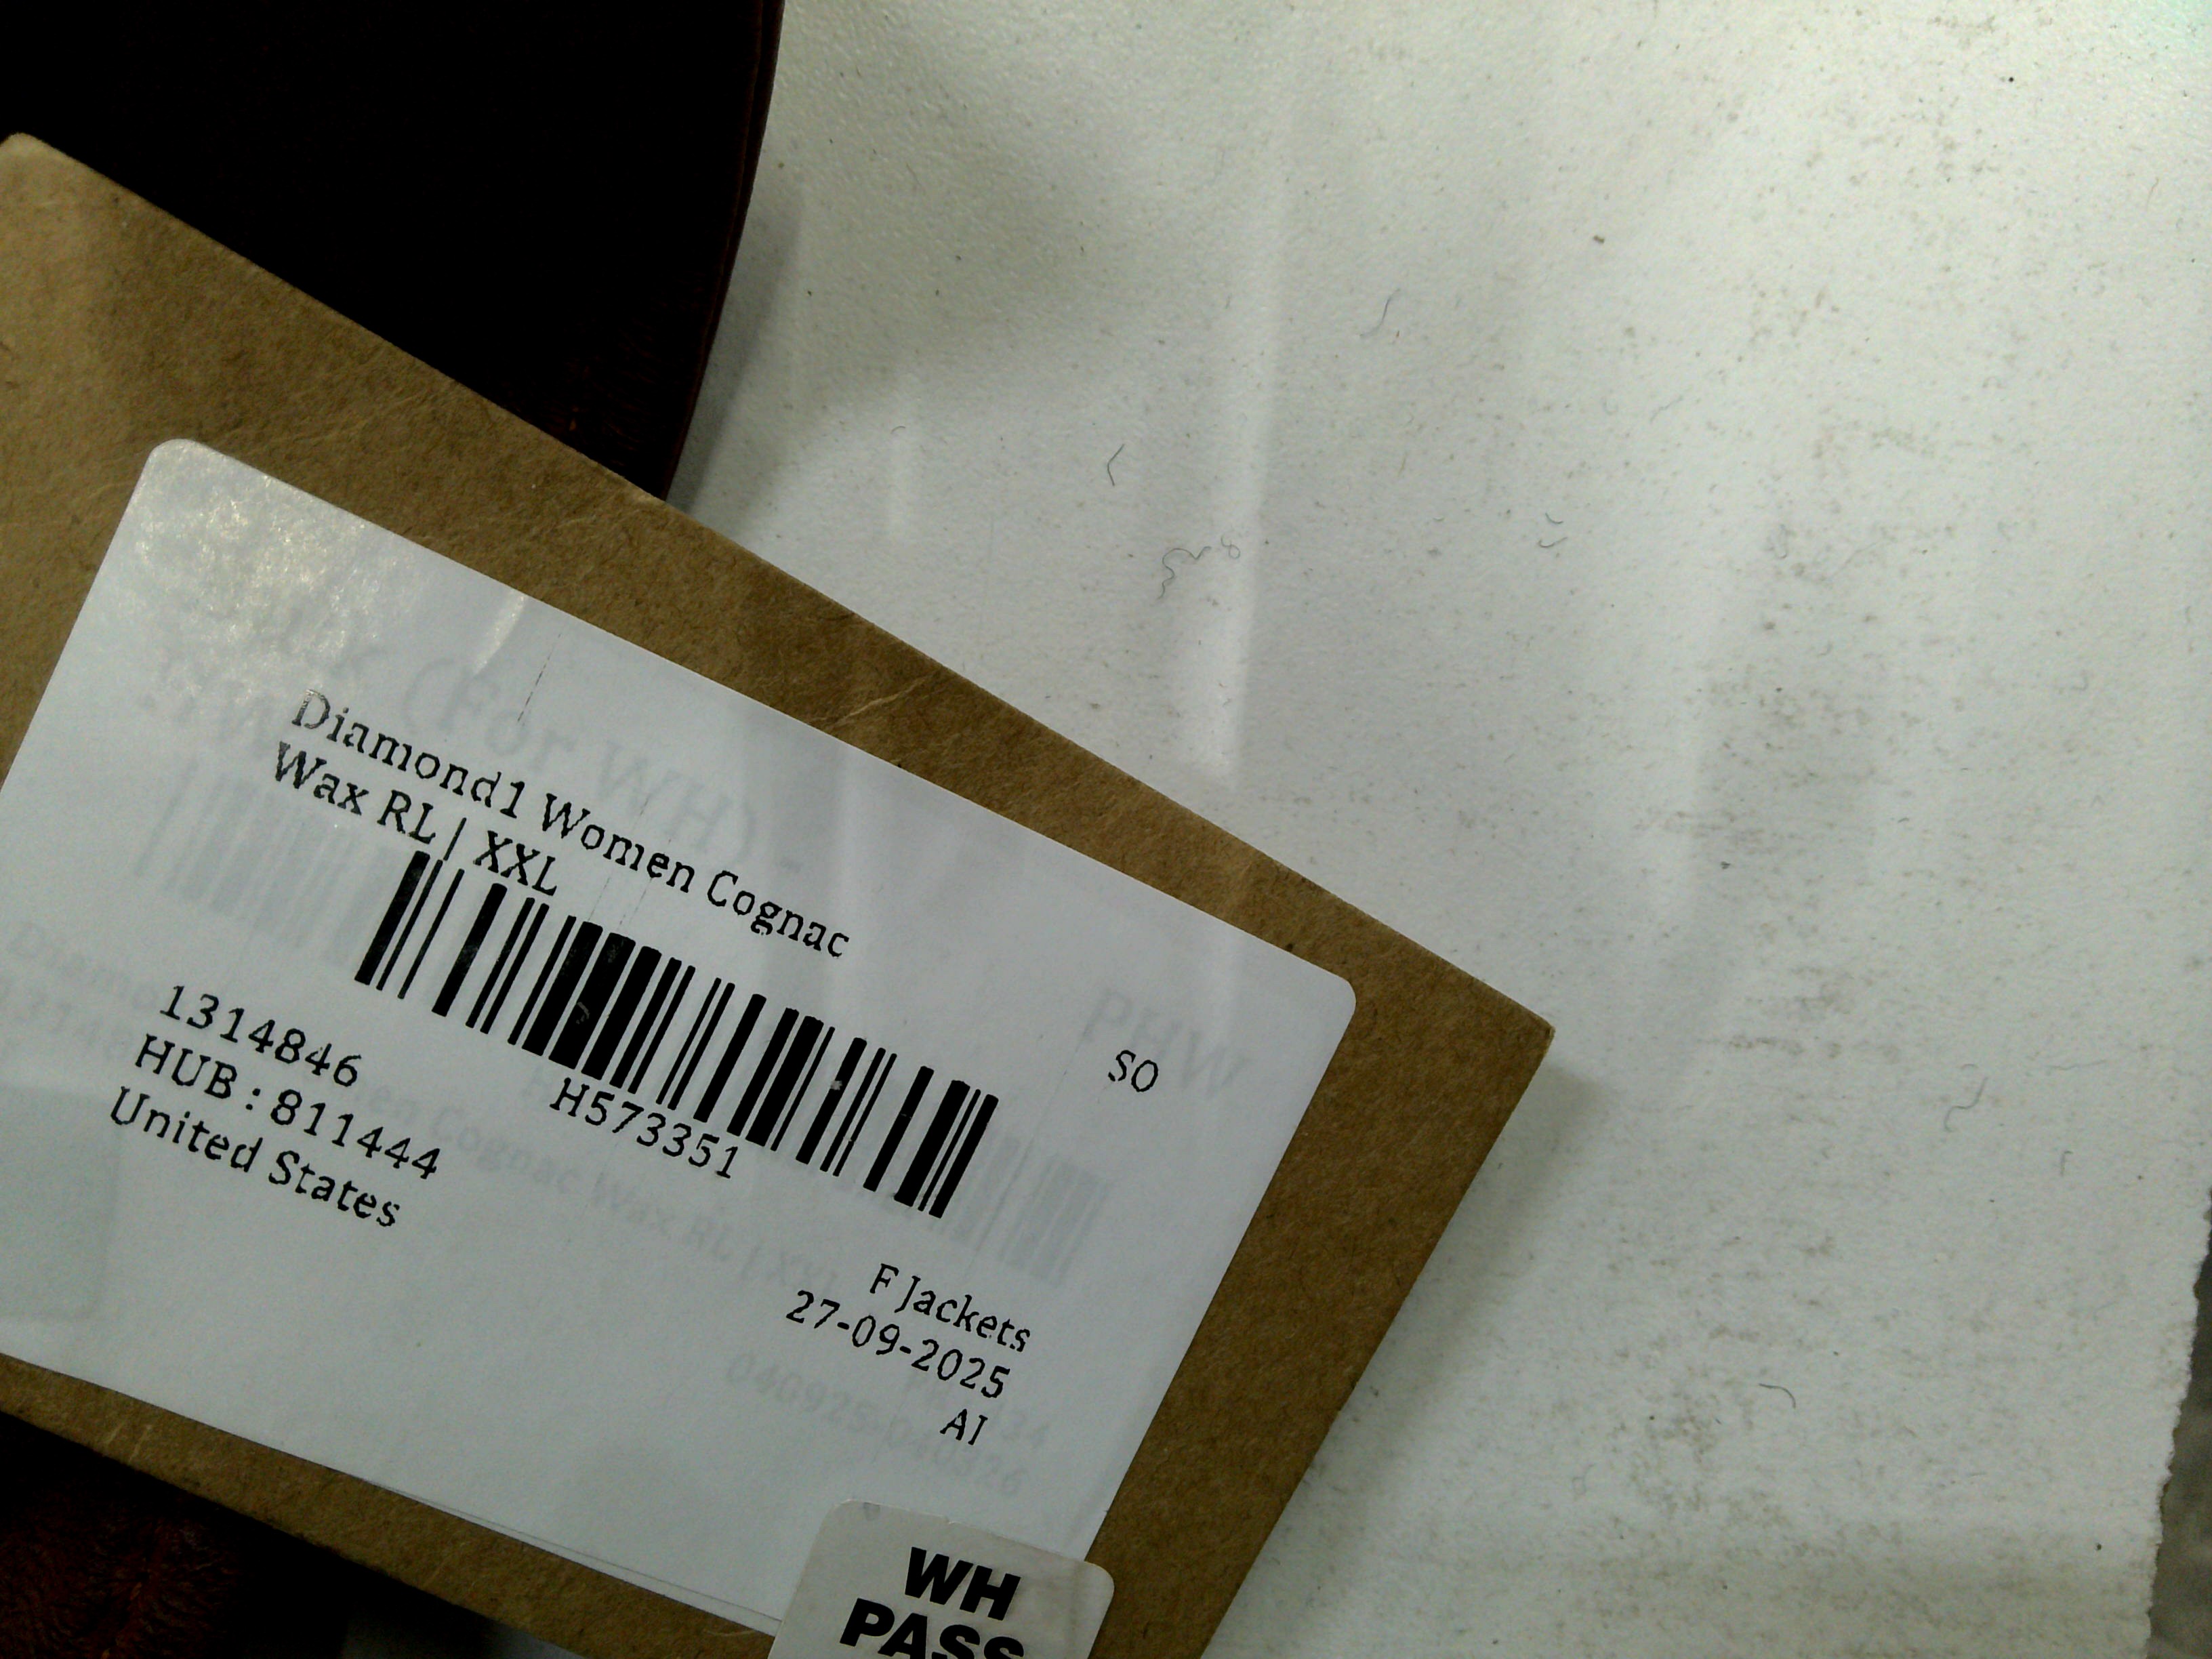 Diamond1 Women Cognac
Wax RL | XXL
H573351
SO
1314846
HUB : 811444
United States
F Jackets
27-09-2025
AI
WH
PASS